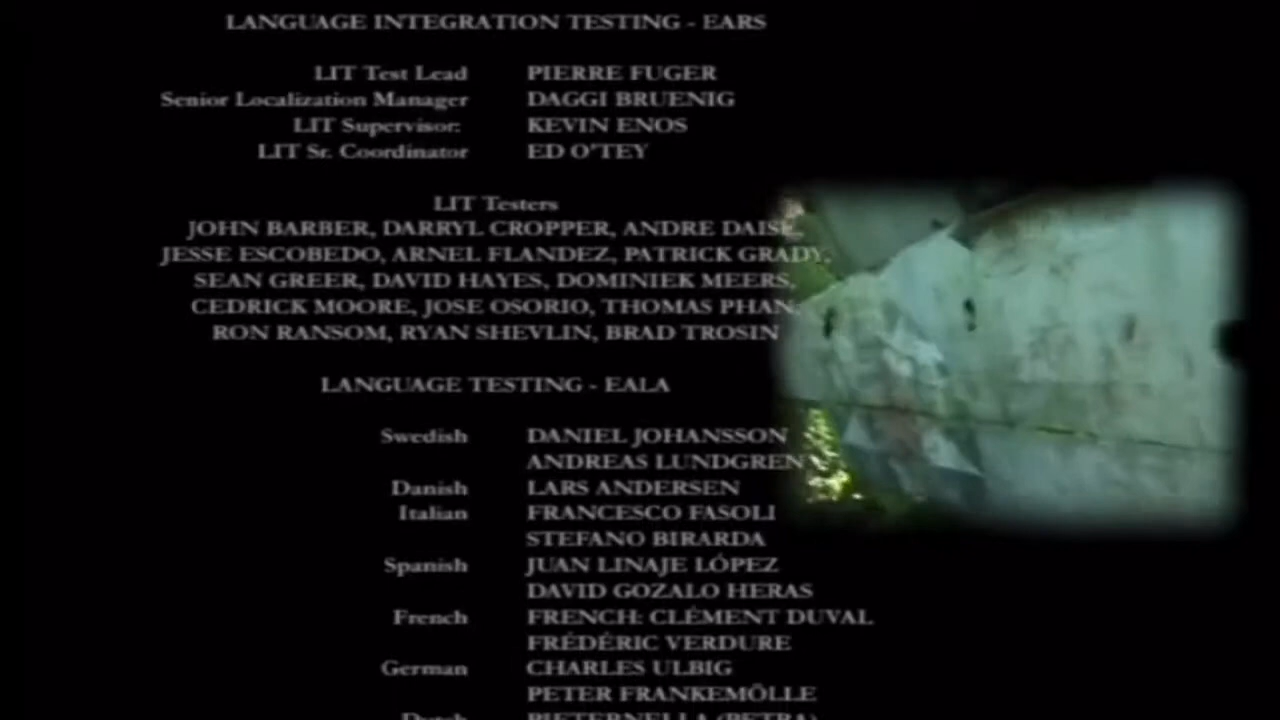 LANGUAGE INTEGRATION TESTING - EARS
LIT Test Lead PIERRE FUGER
Senior Localization Manager DAGGI BRUENIG
LIT Supervisor: KEVIN ENOS
LIT Sr. Coordinator ED O'TEY
LIT Testers
JOHN BARBER, DARRYL CROPPER, ANDRE DAISE,
JESSE ESCOBEDO, ARNEL FLANDEZ, PATRICK GRADY,
SEAN GREER, DAVID HAYES, DOMINIEK MEERS,
CEDRICK MOORE, JOSE OSORIO, THOMAS PHAN,
RON RANSOM, RYAN SHEVLIN, BRAD TROSIN
LANGUAGE TESTING - EALA
Swedish DANIEL JOHANSSON
ANDREAS LUNDGREN
Danish LARS ANDERSEN
Italian FRANCESCO FASOLI
STEFANO BIRARDA
Spanish JUAN LINAJE LÓPEZ
DAVID GOZALO HERAS
French FRENCH: CLÉMENT DUVAL
FRÉDÉRIC VERDURE
German CHARLES ULBIG
PETER FRANKEMÖLLE
Dutch PIETERNELLA (PETRA)